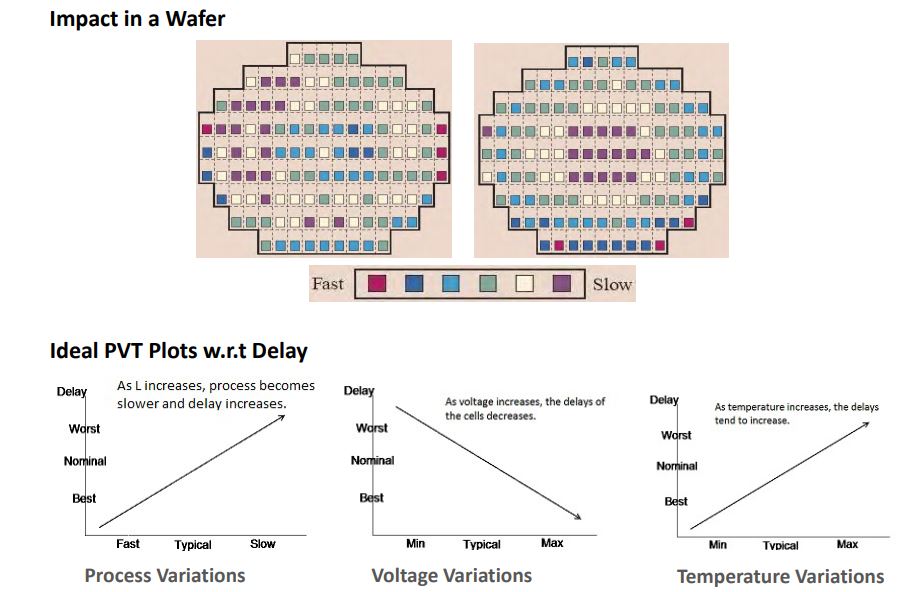 Impact in a Wafer
Fast
Slow
Ideal PVT Plots w.r.t Delay
Delay
As L increases, process becomes
slower and delay increases.
Worst
Nominal
Best
Fast Typical Slow
Process Variations
Delay
As voltage increases, the delays of
the cells decreases.
Worst
Nominal
Best
Min Typical Max
Voltage Variations
Delay
As temperature increases, the delays
tend to increase.
Worst
Nominal
Best
Min Typical Max
Temperature Variations